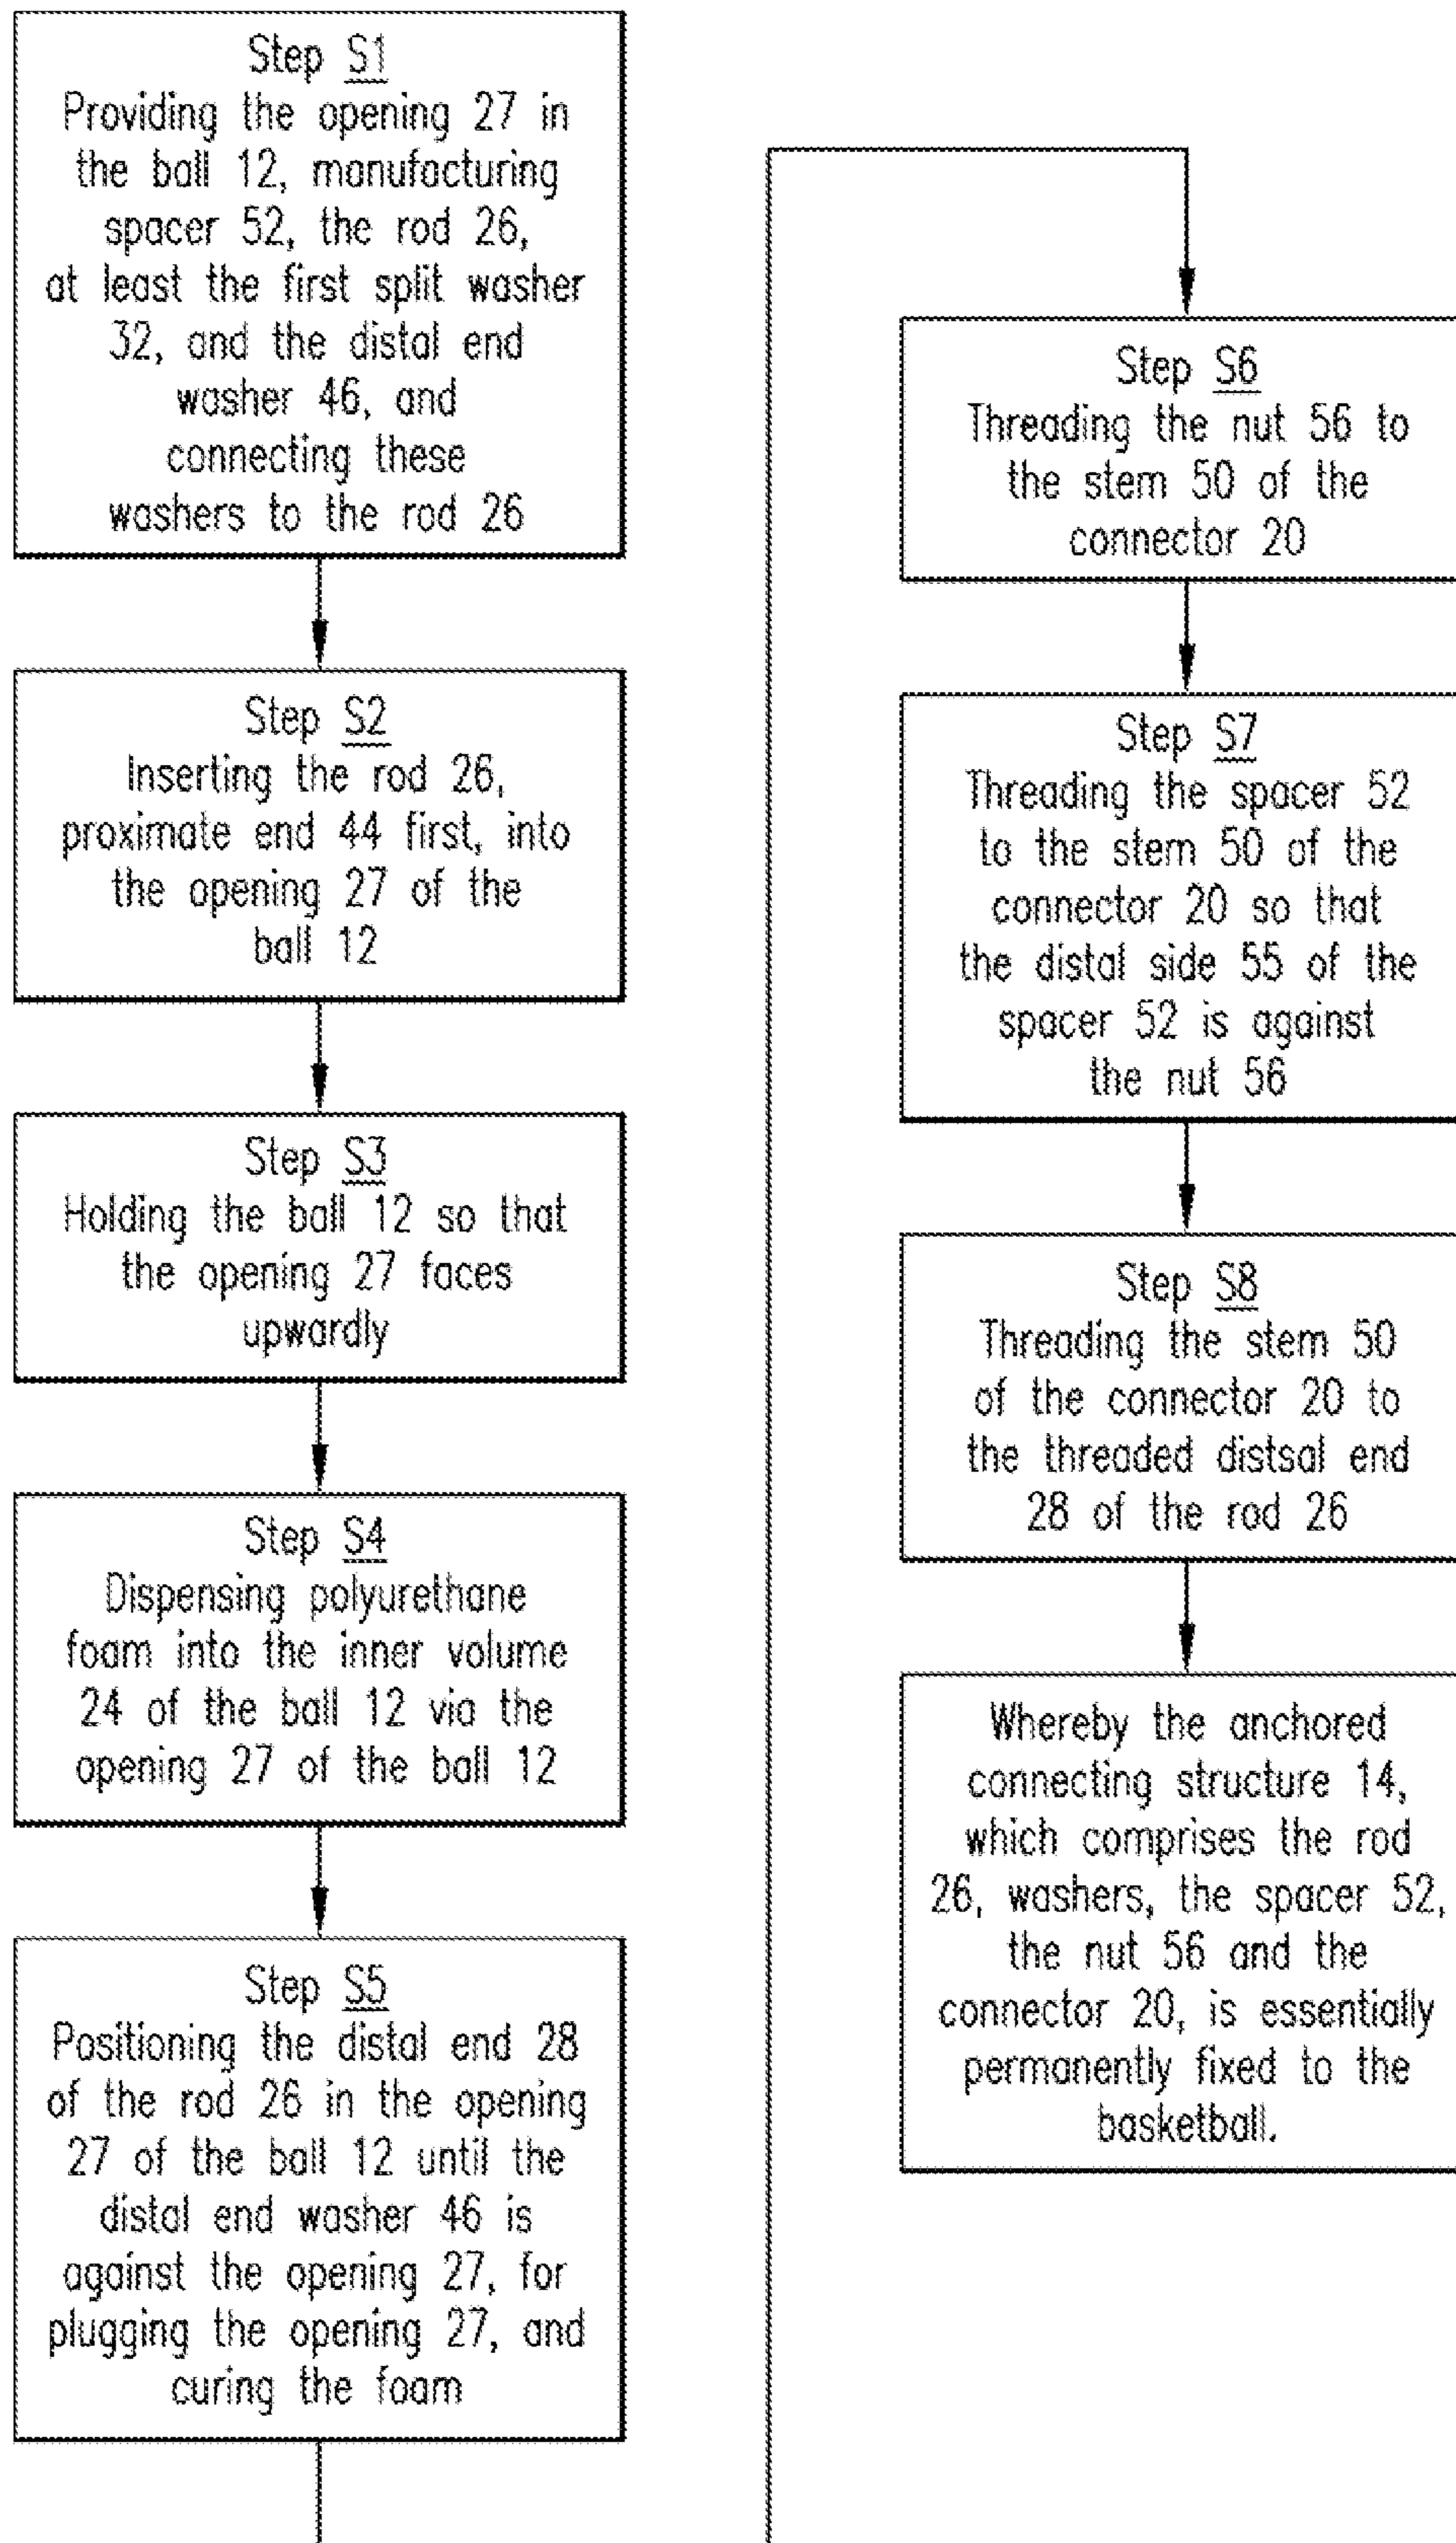 Step S1
Providing the opening 27 in
the ball 12, manufacturing
spacer 52, the rod 26,
at least the first split washer
32, and the distal end
washer 46, and
connecting these
washers to the rod 26
Step S2
Inserting the rod 26,
proximate end 44 first, into
the opening 27 of the
ball 12
Step S3
Holding the ball 12 so that
the opening 27 faces
upwardly
Step S4
Dispensing polyurethane
foam into the inner volume
24 of the ball 12 via the
opening 27 of the ball 12
Step S5
Positioning the distal end 28
of the rod 26 in the opening
27 of the ball 12 until the
distal end washer 46 is
against the opening 27, for
plugging the opening 27, and
curing the foam
Step S6
Threading the nut 56 to
the stem 50 of the
connector 20
Step S7
Threading the spacer 52
to the stem 50 of the
connector 20 so that
the distal side 55 of the
spacer 52 is against
the nut 56
Step S8
Threading the stem 50
of the connector 20 to
the threaded distsal end
28 of the rod 26
Whereby the anchored
connecting structure 14,
which comprises the rod
26, washers, the spacer 52,
the nut 56 and the
connector 20, is essentially
permanently fixed to the
basketball.